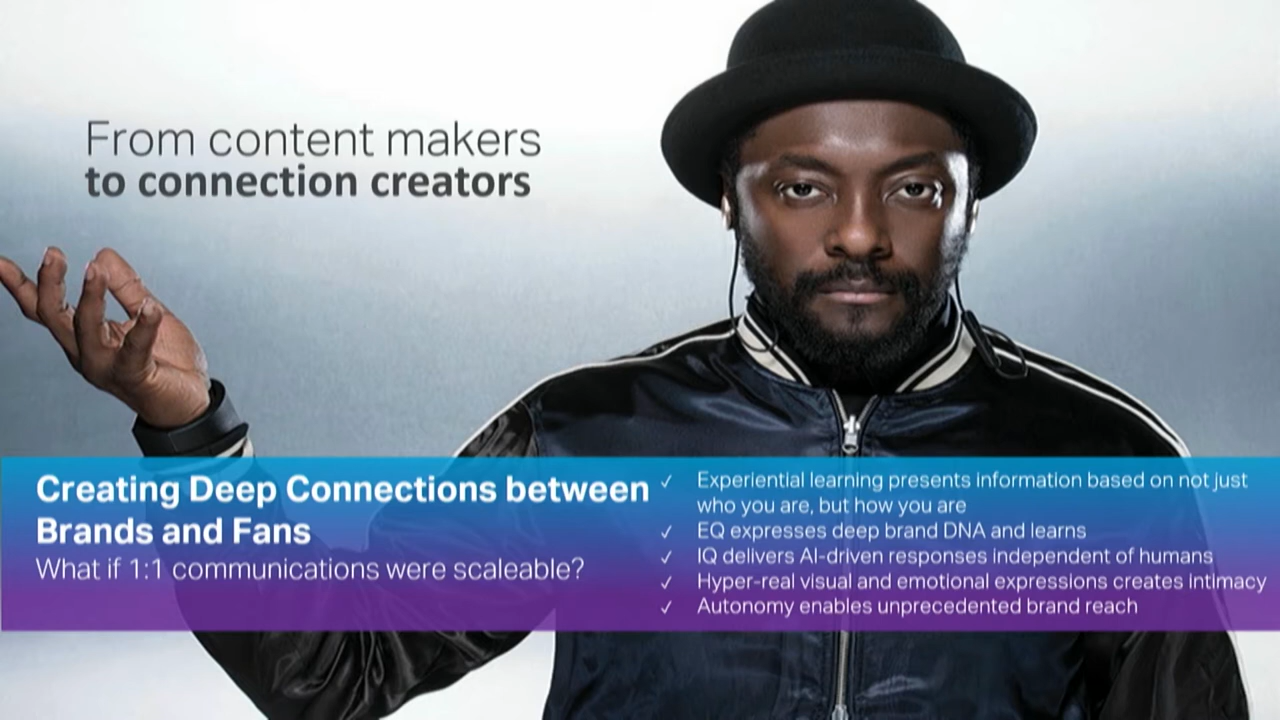 From content makers
to connection creators
Creating Deep Connections between
Brands and Fans
What if 1:1 communications were scaleable?
✓ Experiential learning presents information based on not just
who you are, but how you are
✓ EQ expresses deep brand DNA and learns
✓ IQ delivers AI-driven responses independent of humans
✓ Hyper-real visual and emotional expressions creates intimacy
✓ Autonomy enables unprecedented brand reach